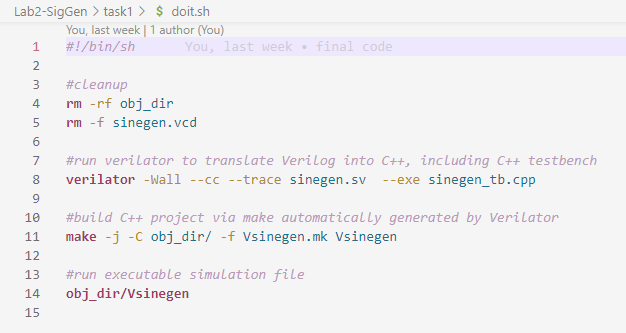 Lab2-SigGen > task1 > $ doit.sh
You, last week | 1 author (You)
1 #!/bin/sh You, last week • final code
2
3 #cleanup
4 rm -rf obj_dir
5 rm -f sinegen.vcd
6
7 #run verilator to translate Verilog into C++, including C++ testbench
8 verilator -Wall --cc --trace sinegen.sv  --exe sinegen_tb.cpp
9
10 #build C++ project via make automatically generated by Verilator
11 make -j -C obj_dir/ -f Vsinegen.mk Vsinegen
12
13 #run executable simulation file
14 obj_dir/Vsinegen
15